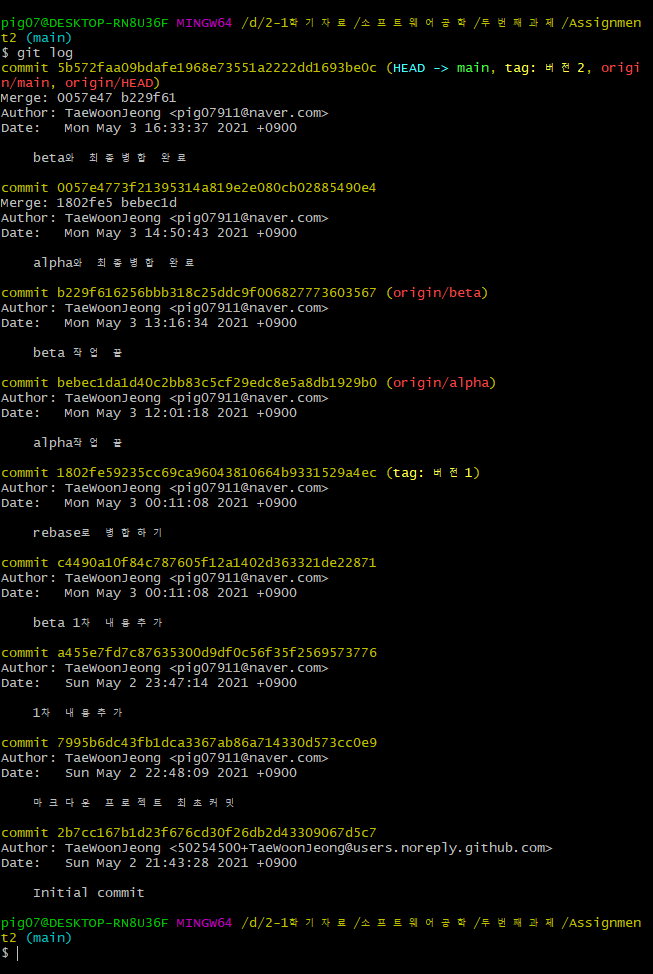 pig07@DESKTOP-RN8U36F MINGW64 /d/2-1학기자료/소프트웨어공학/두번째과제/Assignmen
t2 (main)
$ git log
commit 5b572faa09bdafe1968e73551a2222dd1693be0c (HEAD -> main, tag: 버전2, origi
n/main, origin/HEAD)
Merge: 0057e47 b229f61
Author: TaeWoonJeong <pig07911@naver.com>
Date:   Mon May 3 16:33:37 2021 +0900
    beta와 최종병합 완료
commit 0057e4773f21395314a819e2e080cb02885490e4
Merge: 1802fe5 bebec1d
Author: TaeWoonJeong <pig07911@naver.com>
Date:   Mon May 3 14:50:43 2021 +0900
    alpha와 최종병합 완료
commit b229f616256bbb318c25ddc9f006827773603567 (origin/beta)
Author: TaeWoonJeong <pig07911@naver.com>
Date:   Mon May 3 13:16:34 2021 +0900
    beta 작업 끝
commit bebec1da1d40c2bb83c5cf29edc8e5a8db1929b0 (origin/alpha)
Author: TaeWoonJeong <pig07911@naver.com>
Date:   Mon May 3 12:01:18 2021 +0900
    alpha작업 끝
commit 1802fe59235cc69ca96043810664b9331529a4ec (tag: 버전1)
Author: TaeWoonJeong <pig07911@naver.com>
Date:   Mon May 3 00:11:08 2021 +0900
    rebase로 병합하기
commit c4490a10f84c787605f12a1402d363321de22871
Author: TaeWoonJeong <pig07911@naver.com>
Date:   Mon May 3 00:11:08 2021 +0900
    beta 1차 내용추가
commit a455e7fd7c87635300d9df0c56f35f2569573776
Author: TaeWoonJeong <pig07911@naver.com>
Date:   Sun May 2 23:47:14 2021 +0900
    1차 내용추가
commit 7995b6dc43fb1dca3367ab86a714330d573cc0e9
Author: TaeWoonJeong <pig07911@naver.com>
Date:   Sun May 2 22:48:09 2021 +0900
    마크다운 프로젝트 최초커밋
commit 2b7cc167b1d23f676cd30f26db2d43309067d5c7
Author: TaeWoonJeong <50254500+TaeWoonJeong@users.noreply.github.com>
Date:   Sun May 2 21:43:28 2021 +0900
    Initial commit
pig07@DESKTOP-RN8U36F MINGW64 /d/2-1학기자료/소프트웨어공학/두번째과제/Assignmen
t2 (main)
$